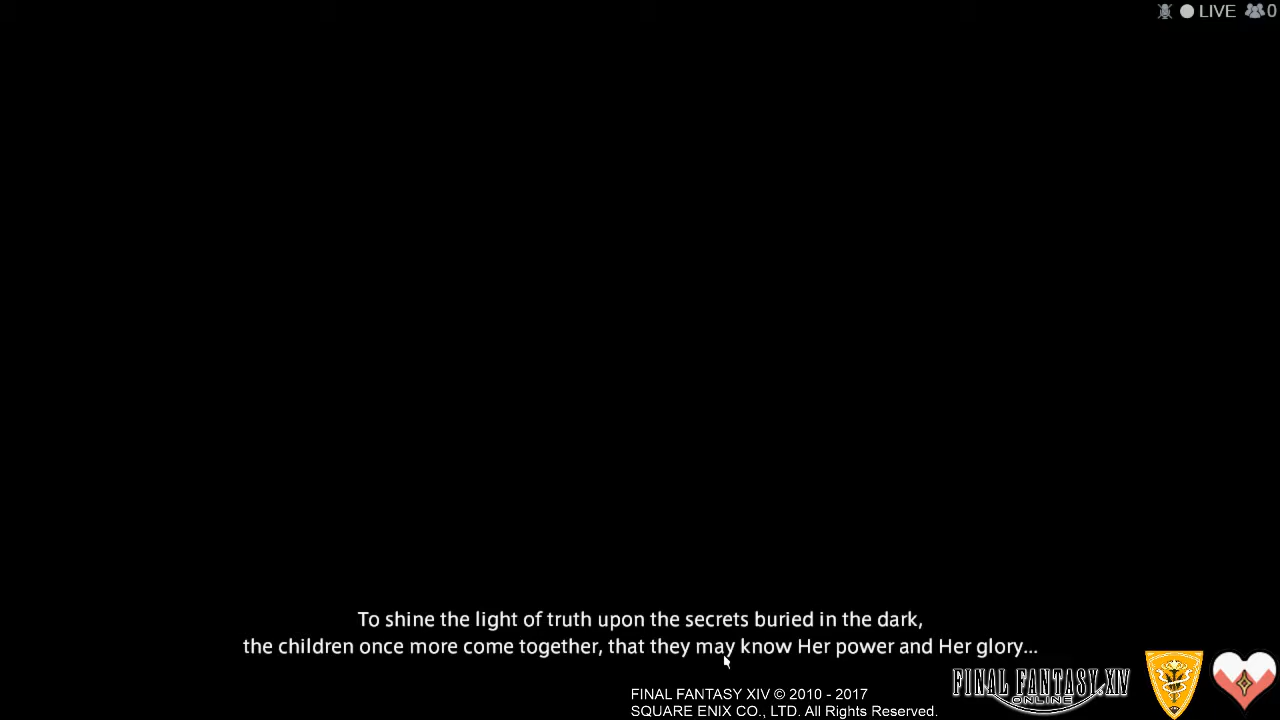 LIVE 0
To shine the light of truth upon the secrets buried in the dark,
the children once more come together, that they may know Her power and Her glory...
FINAL FANTASY XIV © 2010 - 2017
SQUARE ENIX CO., LTD. All Rights Reserved.
FINAL FANTASY XIV
ONLINE